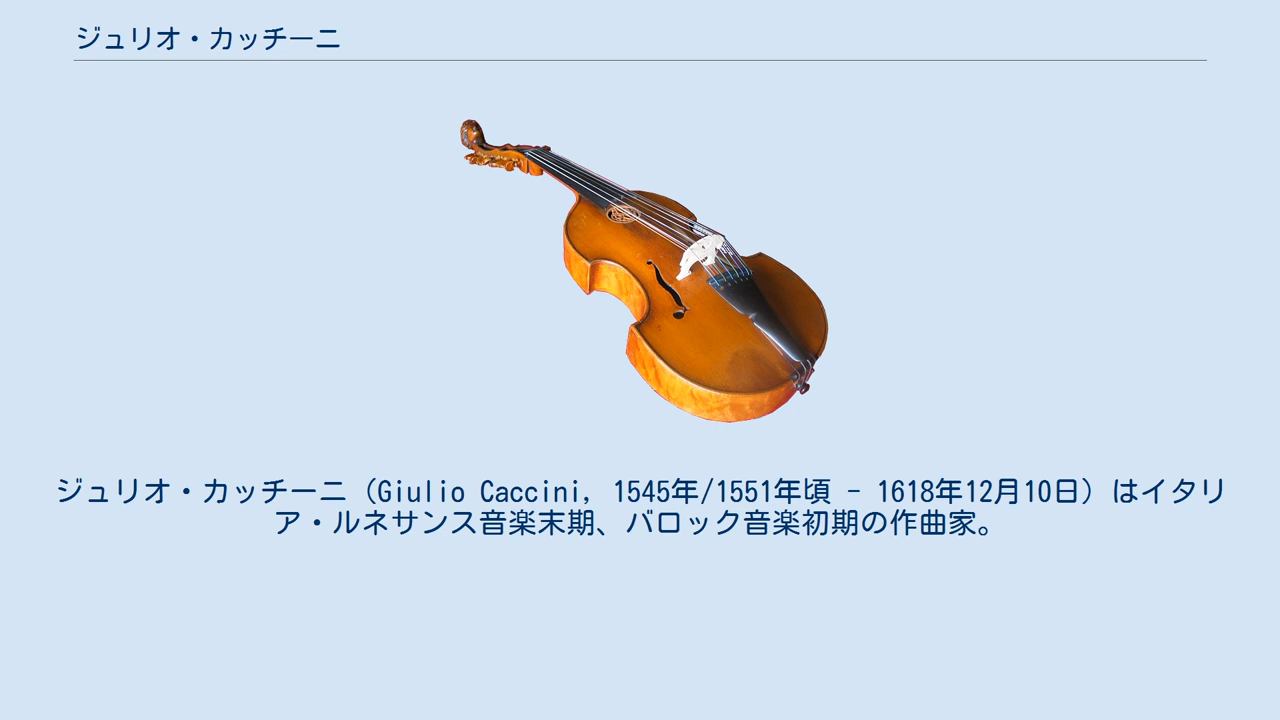 ジュリオ・カッチーニ
ジュリオ・カッチーニ（Giulio Caccini, 1545年/1551年頃 - 1618年12月10日）はイタリ
ア・ルネサンス音楽末期、バロック音楽初期の作曲家。